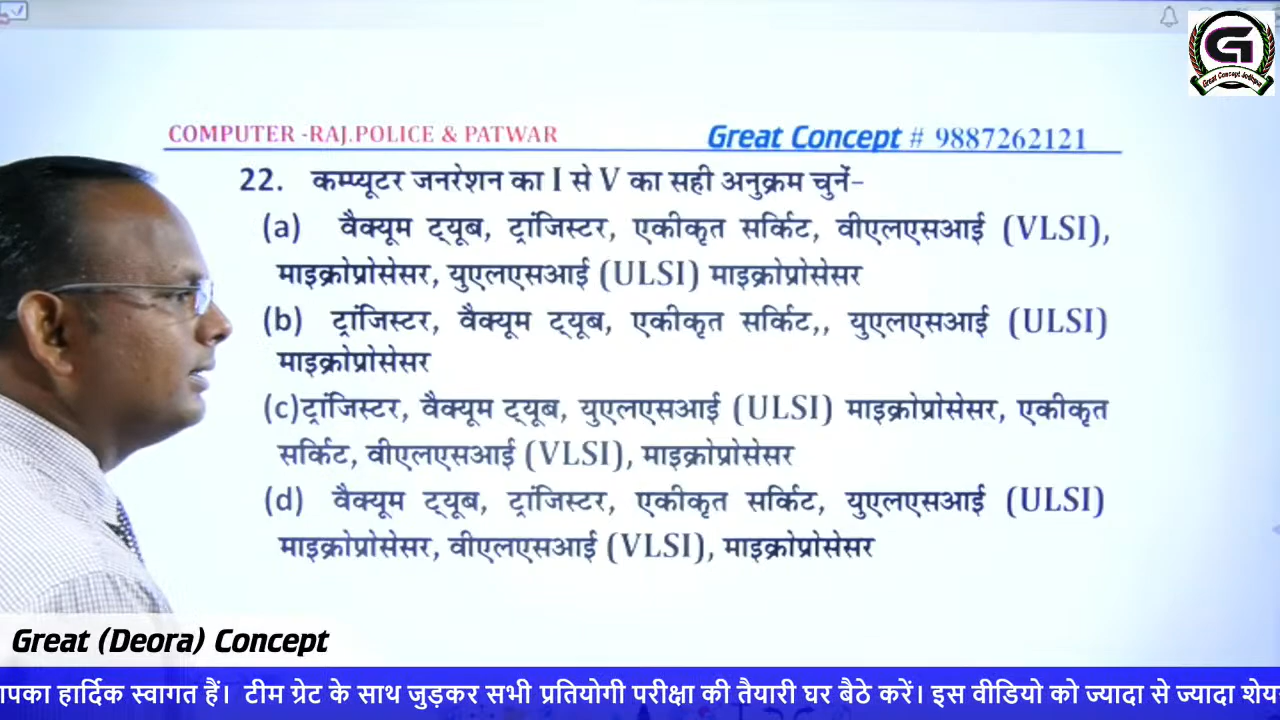 COMPUTER -RAJ.POLICE & PATWAR
Great Concept # 9887262121
22. कम्प्यूटर जनरेशन का I से V का सही अनुक्रम चुनें-
(a) वैक्यूम ट्यूब, ट्रांजिस्टर, एकीकृत सर्किट, वीएलएसआई (VLSI),
माइक्रोप्रोसेसर, युएलएसआई (ULSI) माइक्रोप्रोसेसर
(b) ट्रांजिस्टर, वैक्यूम ट्यूब, एकीकृत सर्किट,, युएलएसआई (ULSI)
माइक्रोप्रोसेसर
(c)ट्रांजिस्टर, वैक्यूम ट्यूब, युएलएसआई (ULSI) माइक्रोप्रोसेसर, एकीकृत
सर्किट, वीएलएसआई (VLSI), माइक्रोप्रोसेसर
(d) वैक्यूम ट्यूब, ट्रांजिस्टर, एकीकृत सर्किट, युएलएसआई (ULSI)
माइक्रोप्रोसेसर, वीएलएसआई (VLSI), माइक्रोप्रोसेसर
G
Great Concept Jodhpur
Great (Deora) Concept
पका हार्दिक स्वागत हैं। टीम ग्रेट के साथ जुड़कर सभी प्रतियोगी परीक्षा की तैयारी घर बैठे करें। इस वीडियो को ज्यादा से ज्यादा शेय